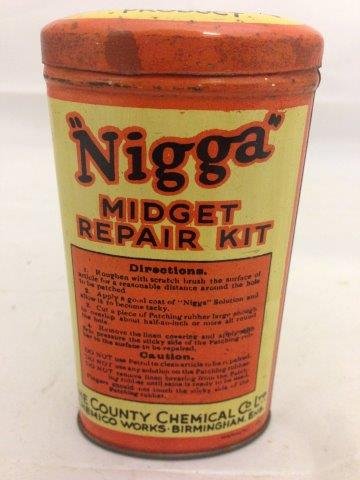 PRODUCT
"Nigga"
MIDGET
REPAIR KIT
Directions.
1. Roughen with scratch brush the surface of
article for a reasonable distance around the hole
to be patched
2. Apply a good coat of "Nigga" Solution and
allow it to become tacky.
3. Cut a piece of Patching rubber large enough
to overlap about half-an-inch or more all round
the hole.
4. Remove the linen covering and apply with
pressure the sticky side of the Patching rub-
ber to the surface to be repaired.
Caution.
DO NOT use Petrol to clean article to be repaired.
DO NOT use any solution on the Patching rubber.
DO NOT remove linen covering from the Patch-
ing rubber until same is ready to be used.
Fingers should not touch the sticky side of the
Patching rubber.
THE COUNTY CHEMICAL Co. LTD
CHEMICO WORKS · BIRMINGHAM, ENG.